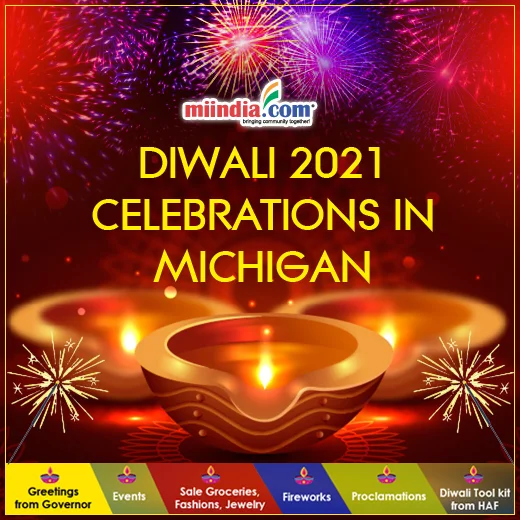 miindia.com®
bringing community together!
DIWALI 2021
CELEBRATIONS IN
MICHIGAN
Greetings
from Governor
Events
Sale Groceries,
Fashions, Jewelry
Fireworks
Proclamations
Diwali Tool kit
from HAF